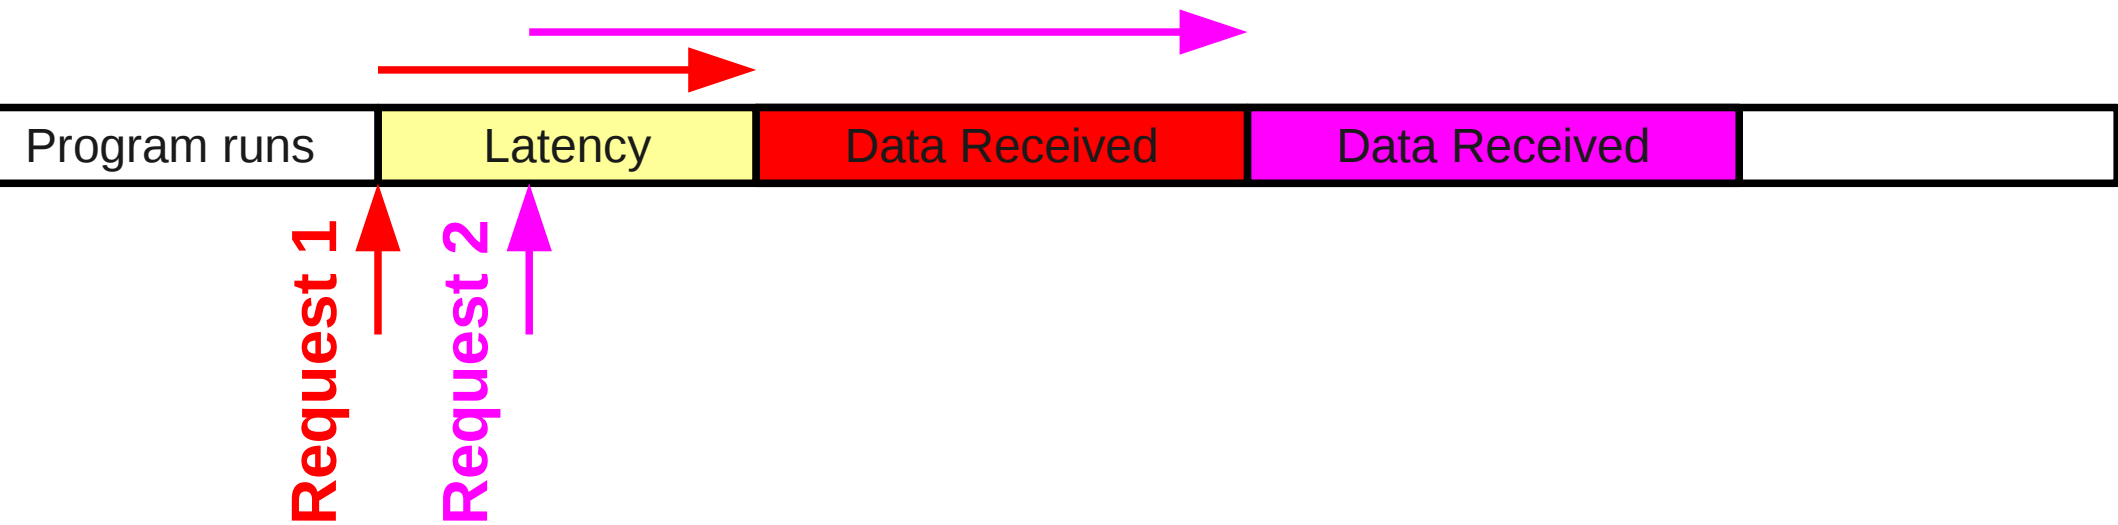 Program runs
Latency
Data Received
Data Received
Request 1
Request 2